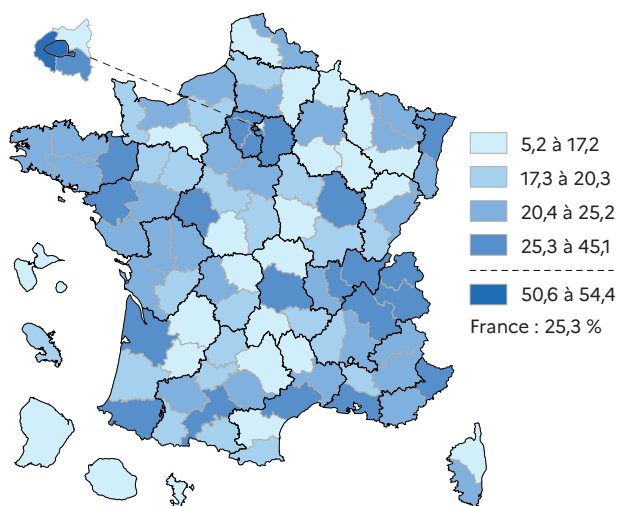 5,2 à 17,2
17,3 à 20,3
20,4 à 25,2
25,3 à 45,1
50,6 à 54,4
France : 25,3 %